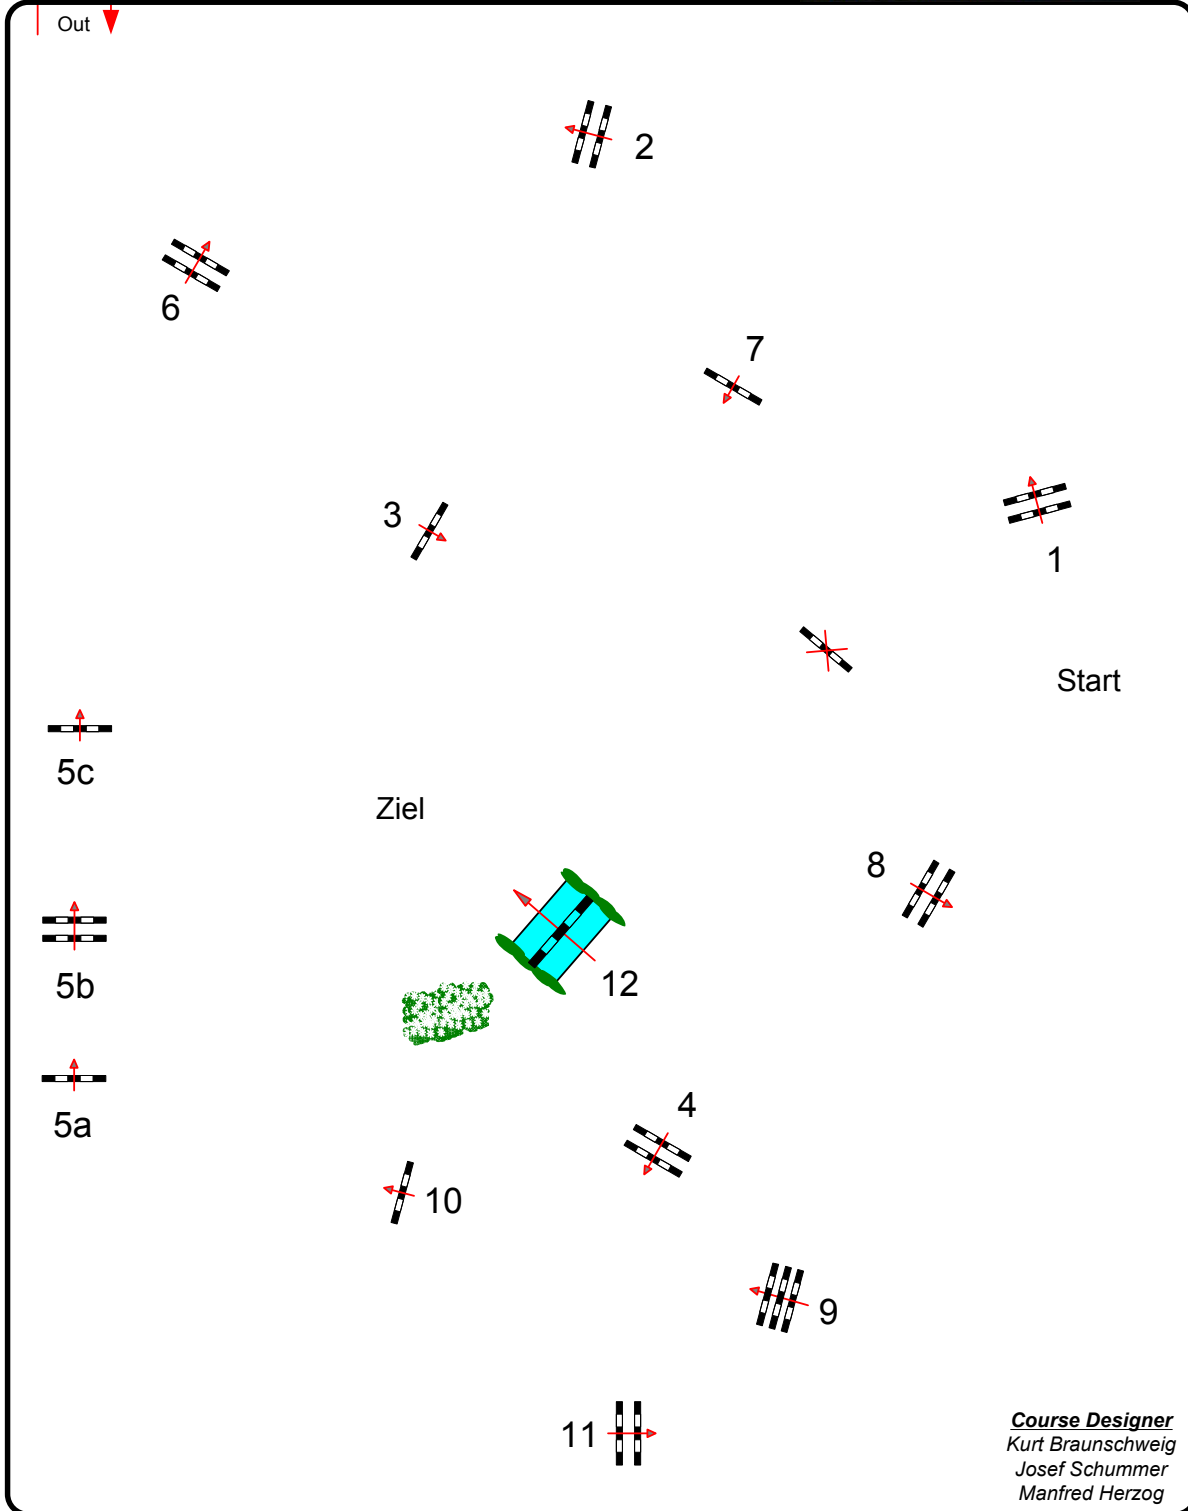 Out
2
6
7
3
1
Start
5c
Ziel
8
5b
12
4
5a
10
9
11
Course Designer
Kurt Braunschweig
Josef Schummer
Manfred Herzog